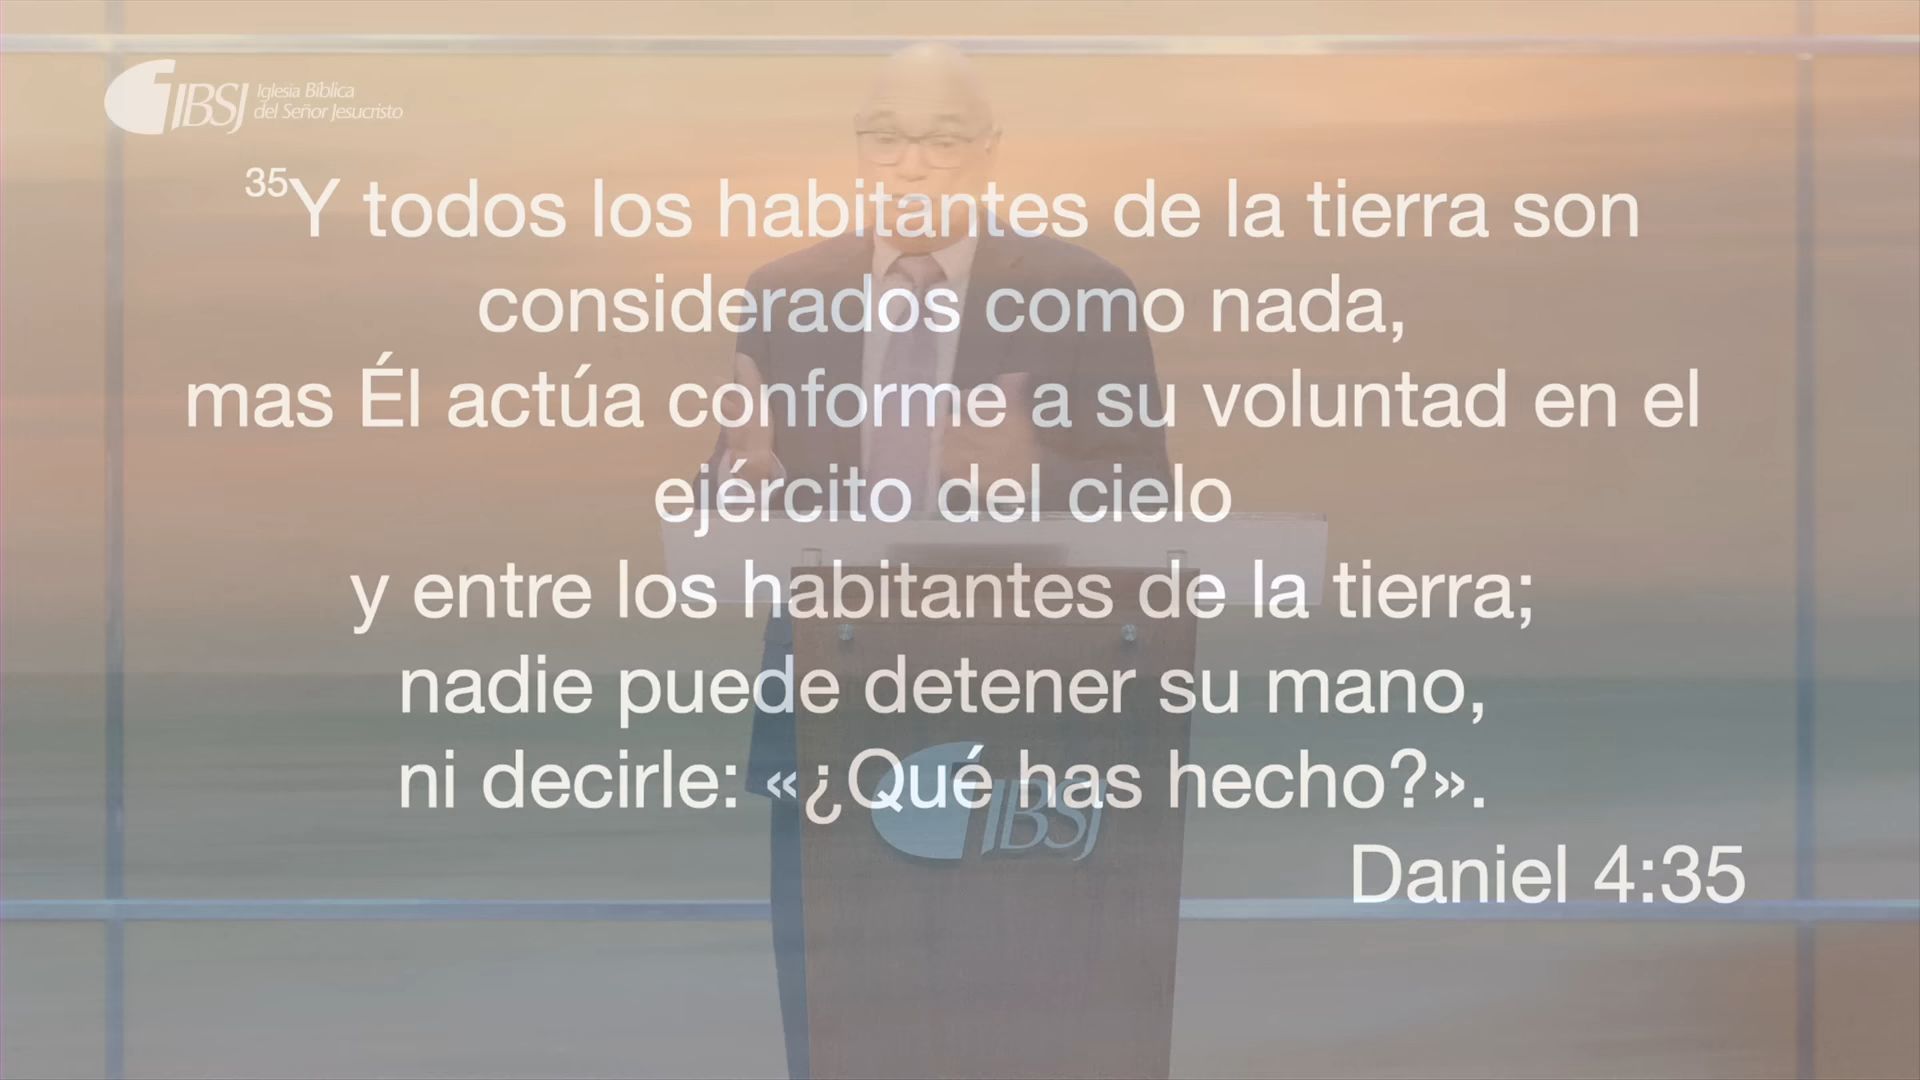 IBSJ Iglesia Bíblica
del Señor Jesucristo
35Y todos los habitantes de la tierra son
considerados como nada,
mas Él actúa conforme a su voluntad en el
ejército del cielo
y entre los habitantes de la tierra;
nadie puede detener su mano,
ni decirle: «¿Qué has hecho?».
IBSJ
Daniel 4:35